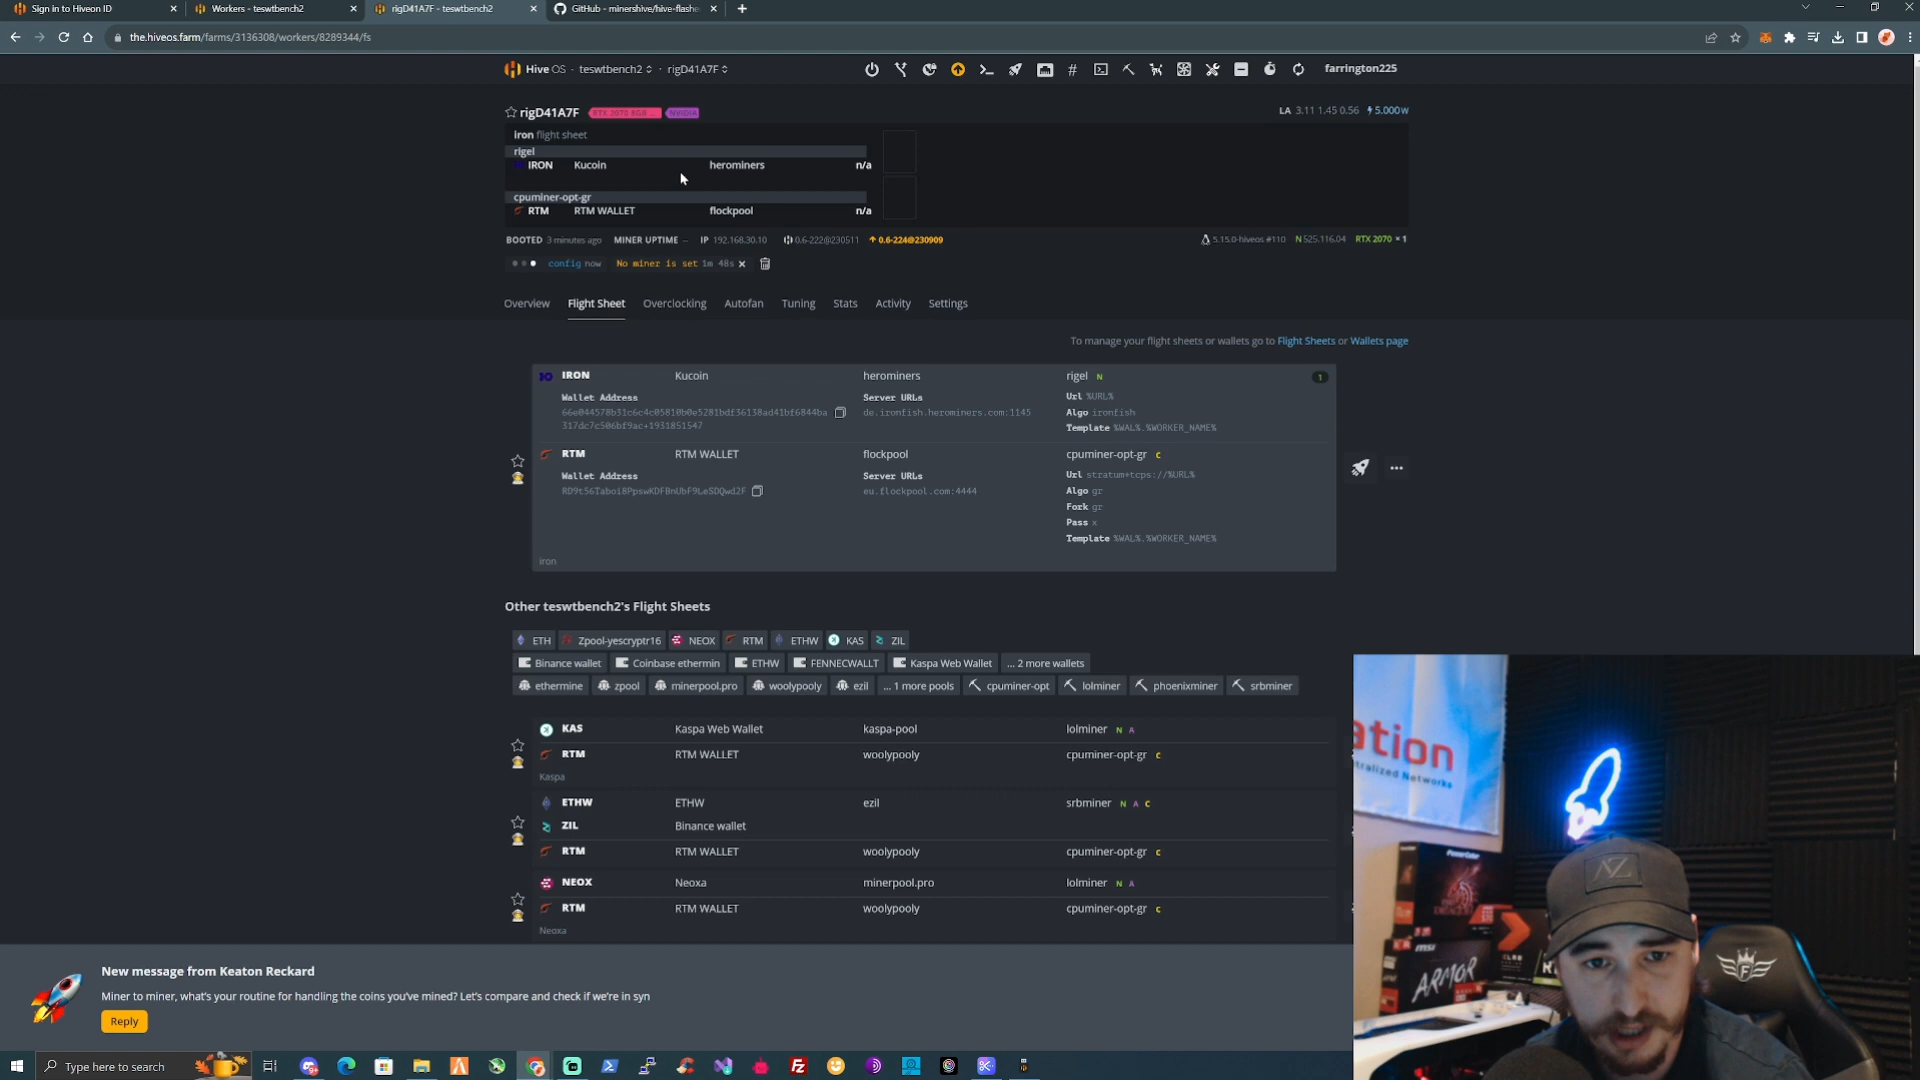 Sign in to Hiveon ID
Workers - teswtbench2
rigD41A7F - teswtbench2
GitHub - minershive/hive-flashe
the.hiveos.farm/farms/3136308/workers/8289344/fs
Hive OS · teswtbench2 · rigD41A7F
farrington225
rigD41A7F RTX 2070 8GB ... NVIDIA
LA 3.11 1.45 0.56 5.000W
iron flight sheet
rigel
IRON Kucoin herominers n/a
cpuminer-opt-gr
RTM RTM WALLET flockpool n/a
BOOTED 3 minutes ago MINER UPTIME – IP 192.168.30.10 0.6-222@230511 0.6-224@230909
5.15.0-hiveos #110 N 525.116.04 RTX 2070 × 1
config now No miner is set 1m 48s
Overview Flight Sheet Overclocking Autofan Tuning Stats Activity Settings
To manage your flight sheets or wallets go to Flight Sheets or Wallets page
IRON Kucoin herominers rigel N 1
Wallet Address Server URLs Url %URL%
66e044578b31c6c4c05810b0e5281bdf36138ad41bf6844ba de.ironfish.herominers.com:1145 Algo ironfish
317dc7c506bf9ac+1931851547 Template %WAL%.%WORKER_NAME%
RTM RTM WALLET flockpool cpuminer-opt-gr C
Wallet Address Server URLs Url stratum+tcps://%URL%
RD9t56Taboi8PpswKDFBnUbF9LeSDQwd2F eu.flockpool.com:4444 Algo gr
Fork gr
Pass x
Template %WAL%.%WORKER_NAME%
iron
Other teswtbench2's Flight Sheets
ETH Zpool-yescryptr16 NEOX RTM ETHW KAS ZIL
Binance wallet Coinbase ethermin ETHW FENNECWALLT Kaspa Web Wallet ... 2 more wallets
ethermine zpool minerpool.pro woolypooly ezil ... 1 more pools cpuminer-opt lolminer phoenixminer srbminer
KAS Kaspa Web Wallet kaspa-pool lolminer N A
RTM RTM WALLET woolypooly cpuminer-opt-gr C
Kaspa
ETHW ETHW ezil srbminer N A C
ZIL Binance wallet
RTM RTM WALLET woolypooly cpuminer-opt-gr C
NEOX Neoxa minerpool.pro lolminer N A
RTM RTM WALLET woolypooly cpuminer-opt-gr C
Neoxa
New message from Keaton Reckard
Miner to miner, what's your routine for handling the coins you've mined? Let's compare and check if we're in syn
Reply
Type here to search
ation
tralized Networks
NZ
msi
ARMOR